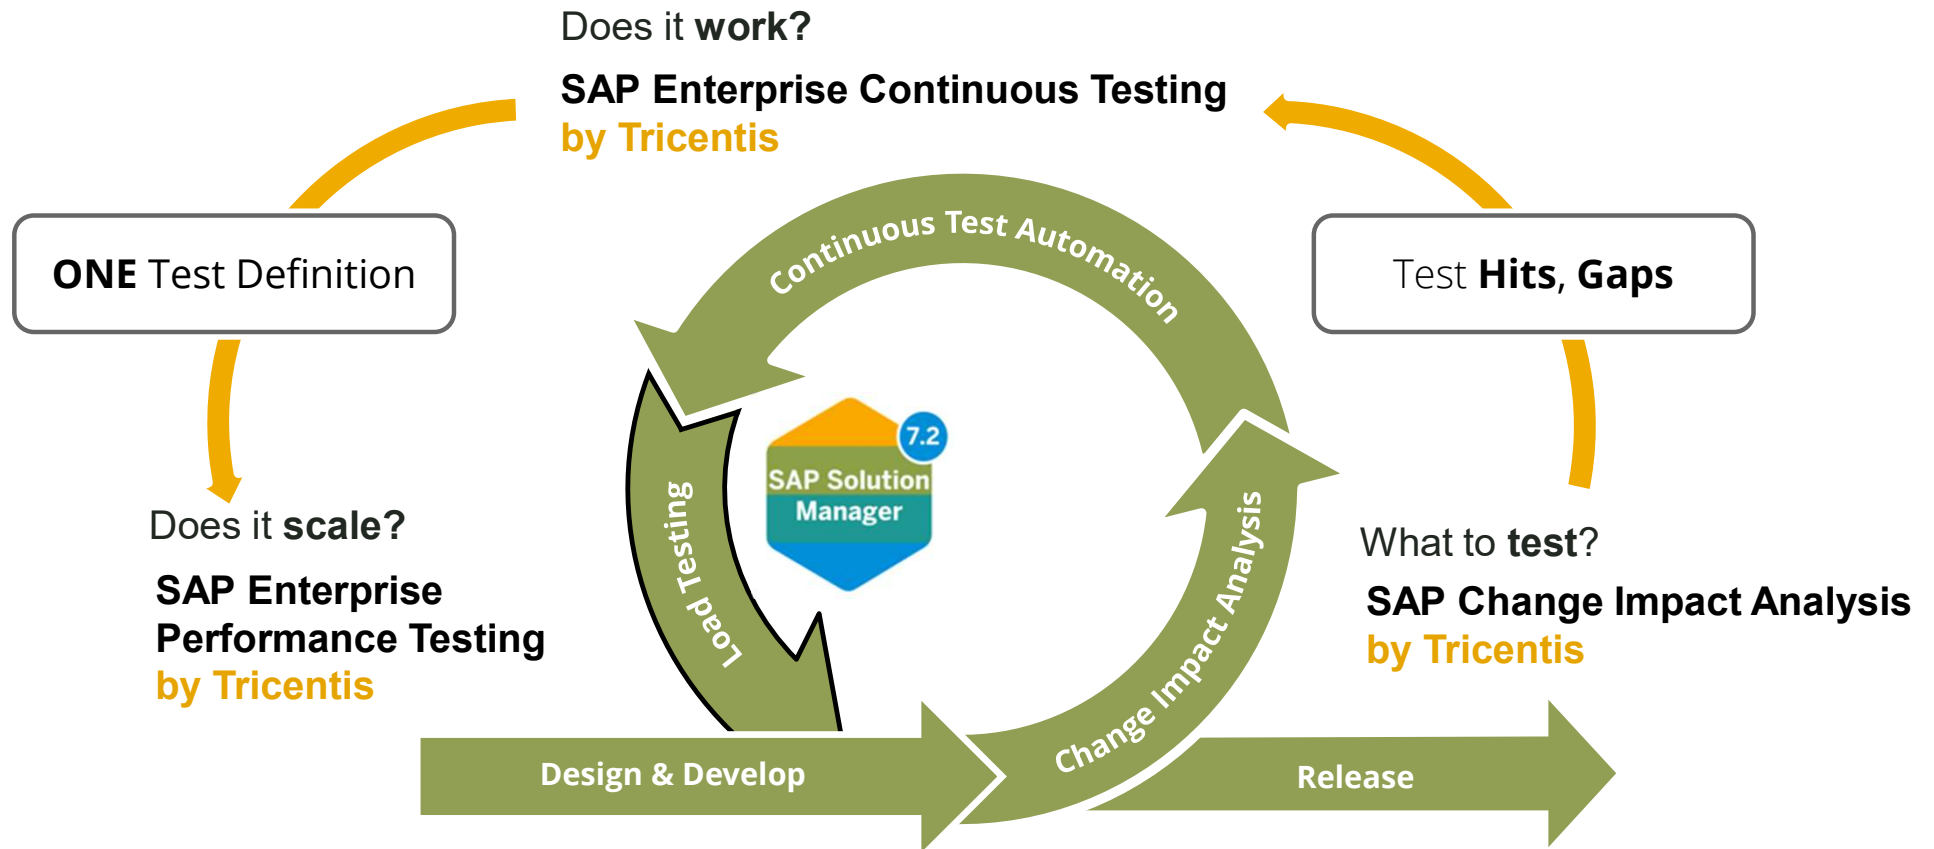 Does it work?
SAP Enterprise Continuous Testing
by Tricentis
ONE Test Definition
Continuous Test Automation
Test Hits, Gaps
7.2
SAP Solution
Manager
Load Testing
Change Impact Analysis
Does it scale?
SAP Enterprise
Performance Testing
by Tricentis
What to test?
SAP Change Impact Analysis
by Tricentis
Design & Develop
Release